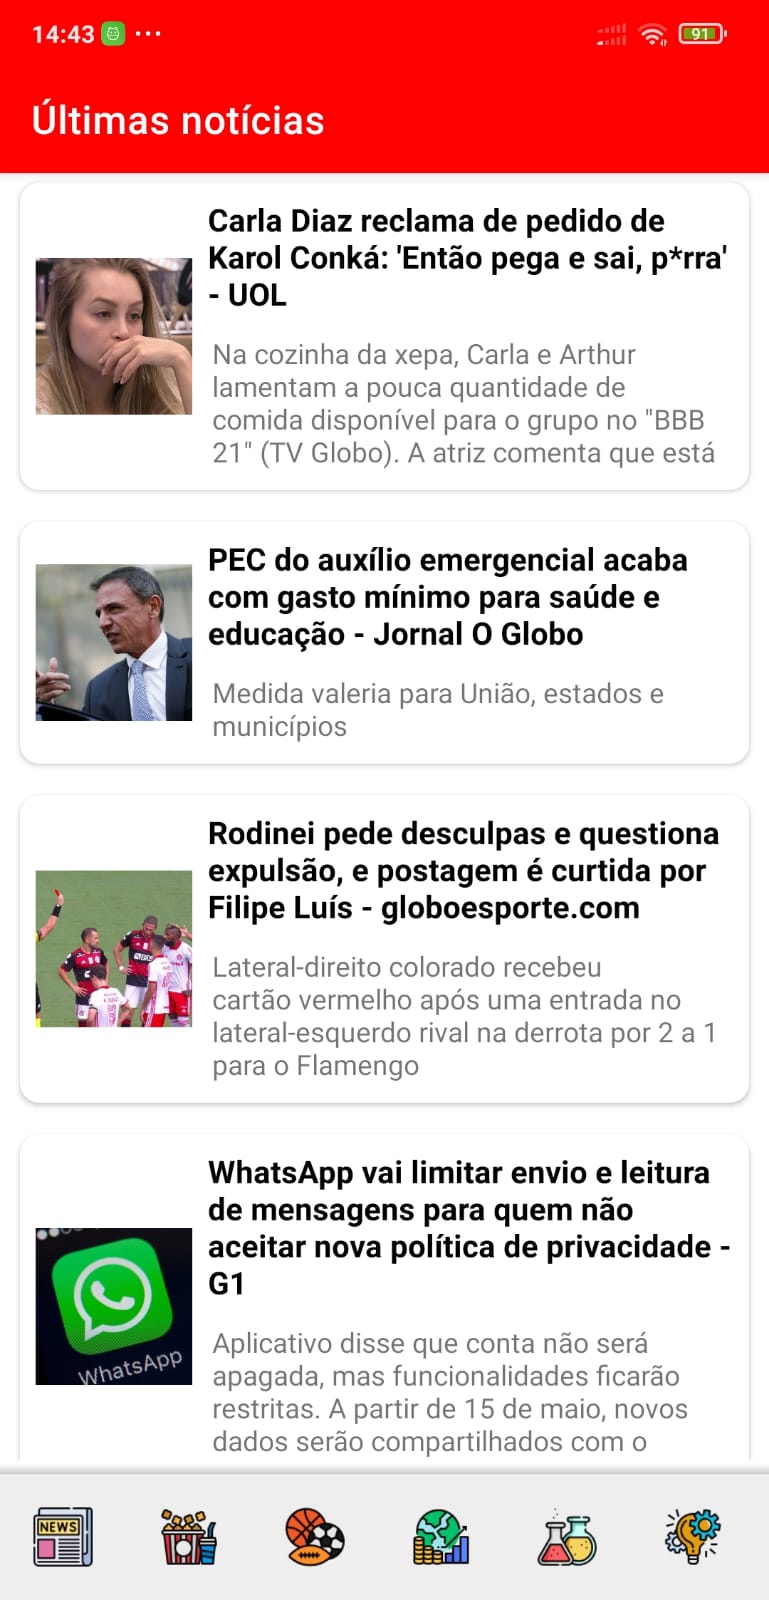 14:43
91
Últimas notícias
Carla Diaz reclama de pedido de
Karol Conká: 'Então pega e sai, p*rra'
- UOL
Na cozinha da xepa, Carla e Arthur
lamentam a pouca quantidade de
comida disponível para o grupo no "BBB
21" (TV Globo). A atriz comenta que está
PEC do auxílio emergencial acaba
com gasto mínimo para saúde e
educação - Jornal O Globo
Medida valeria para União, estados e
municípios
Rodinei pede desculpas e questiona
expulsão, e postagem é curtida por
Filipe Luís - globoesporte.com
Lateral-direito colorado recebeu
cartão vermelho após uma entrada no
lateral-esquerdo rival na derrota por 2 a 1
para o Flamengo
WhatsApp vai limitar envio e leitura
de mensagens para quem não
aceitar nova política de privacidade -
G1
WhatsApp
Aplicativo disse que conta não será
apagada, mas funcionalidades ficarão
restritas. A partir de 15 de maio, novos
dados serão compartilhados com o
NEWS